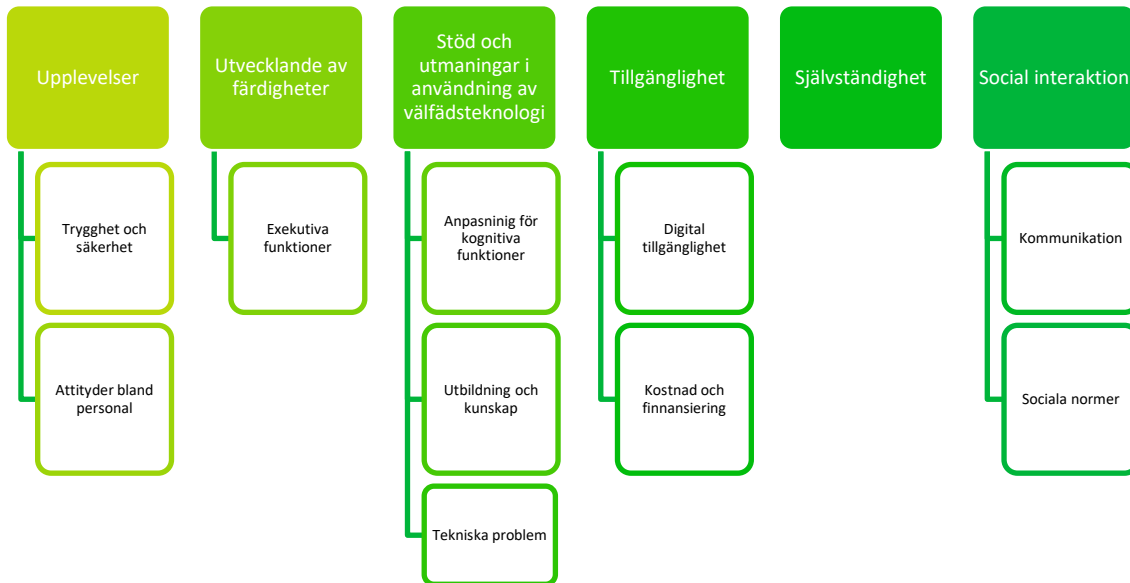 Upplevelser
Trygghet och
säkerhet
Attityder bland
personal
Utvecklande av
färdigheter
Exekutiva
funktioner
Stöd och
utmaningar i
användning av
välfädsteknologi
Anpasninig för
kognitiva
funktioner
Utbildning och
kunskap
Tekniska problem
Tillgänglighet
Digital
tillgänglighet
Kostnad och
finnansiering
Självständighet
Social interaktion
Kommunikation
Sociala normer